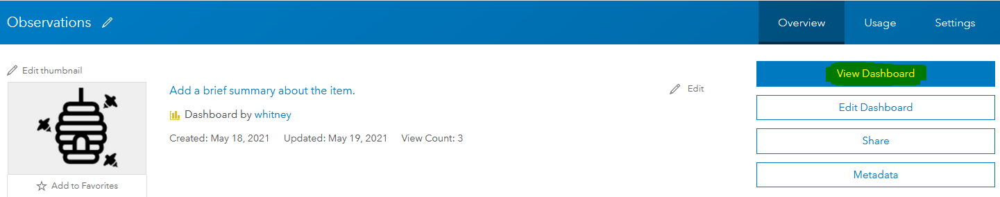 Observations
Overview
Usage
Settings
Edit thumbnail
Add a brief summary about the item.
Edit
Dashboard by whitney
Created: May 18, 2021 Updated: May 19, 2021 View Count: 3
Add to Favorites
View Dashboard
Edit Dashboard
Share
Metadata